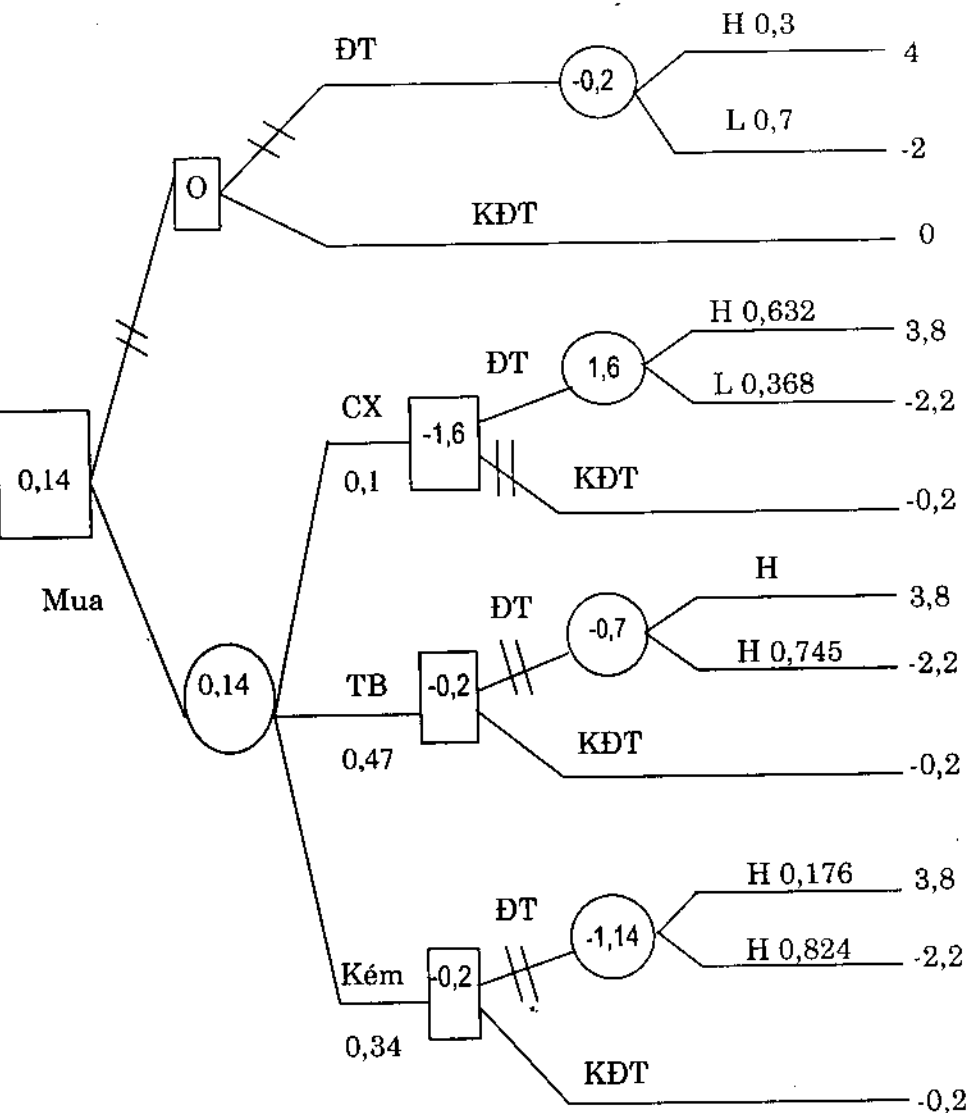 H 0,3
4
ĐT
-0,2
L 0,7
-2
O
KĐT
0
H 0,632
3,8
ĐT
1,6
L 0,368
-2,2
CX
-1,6
0,1
KĐT
-0,2
0,14
H
3,8
Mua
ĐT
-0,7
H 0,745
-2,2
0,14
TB
-0,2
0,47
KĐT
-0,2
H 0,176
3,8
ĐT
-1,14
H 0,824
-2,2
Kém
-0,2
0,34
KĐT
-0,2